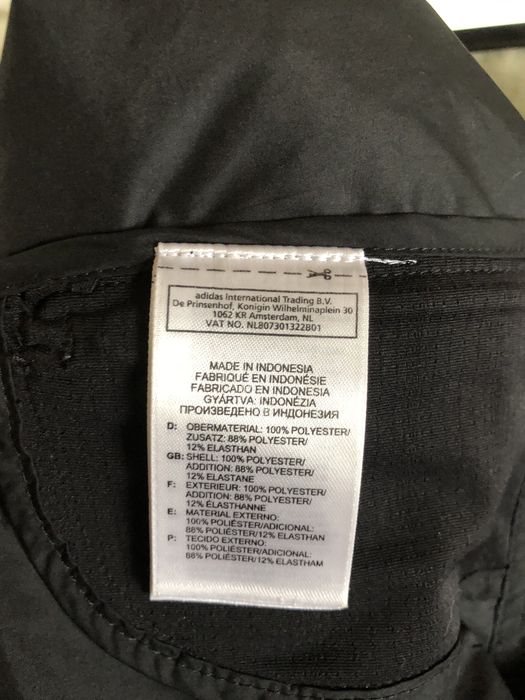 adidas International Trading B.V.
De Prinsenhof, Konigin Wilhelminaplein 30
1062 KR Amsterdam, NL
VAT NO. NL807301322B01
MADE IN INDONESIA
FABRIQUÉ EN INDONÉSIE
FABRICADO EN INDONESIA
GYÁRTVA: INDONÉZIA
ПРОИЗВЕДЕНО В ИНДОНЕЗИЯ
D: OBERMATERIAL: 100% POLYESTER/
ZUSATZ: 88% POLYESTER/
12% ELASTHAN
GB: SHELL: 100% POLYESTER/
ADDITION: 88% POLYESTER/
12% ELASTANE
F: EXTERIEUR: 100% POLYESTER/
ADDITION: 88% POLYESTER/
12% ÉLASTHANNE
E: MATERIAL EXTERNO:
100% POLIÉSTER/ADICIONAL:
88% POLIÉSTER/12% ELASTAN
P: TECIDO EXTERNO:
100% POLIÉSTER/ADICIONAL:
88% POLIÉSTER/12% ELASTHAM